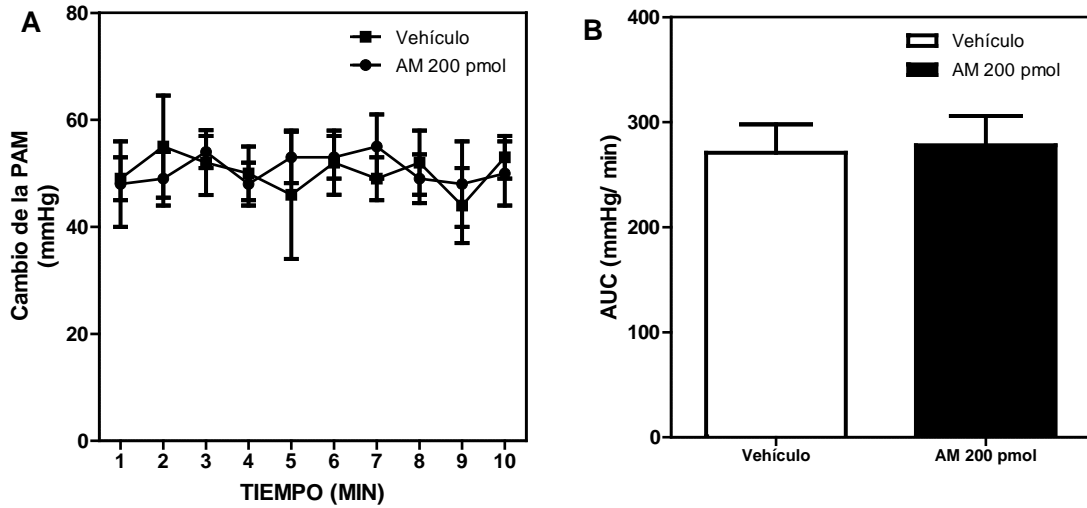 A
Cambio de la PAM
(mmHg)
80
60
40
20
0
Vehículo
AM 200 pmol
1 2 3 4 5 6 7 8 9 10
TIEMPO (MIN)
B
AUC (mmHg/ min)
400
300
200
100
0
Vehículo
AM 200 pmol
Vehículo AM 200 pmol